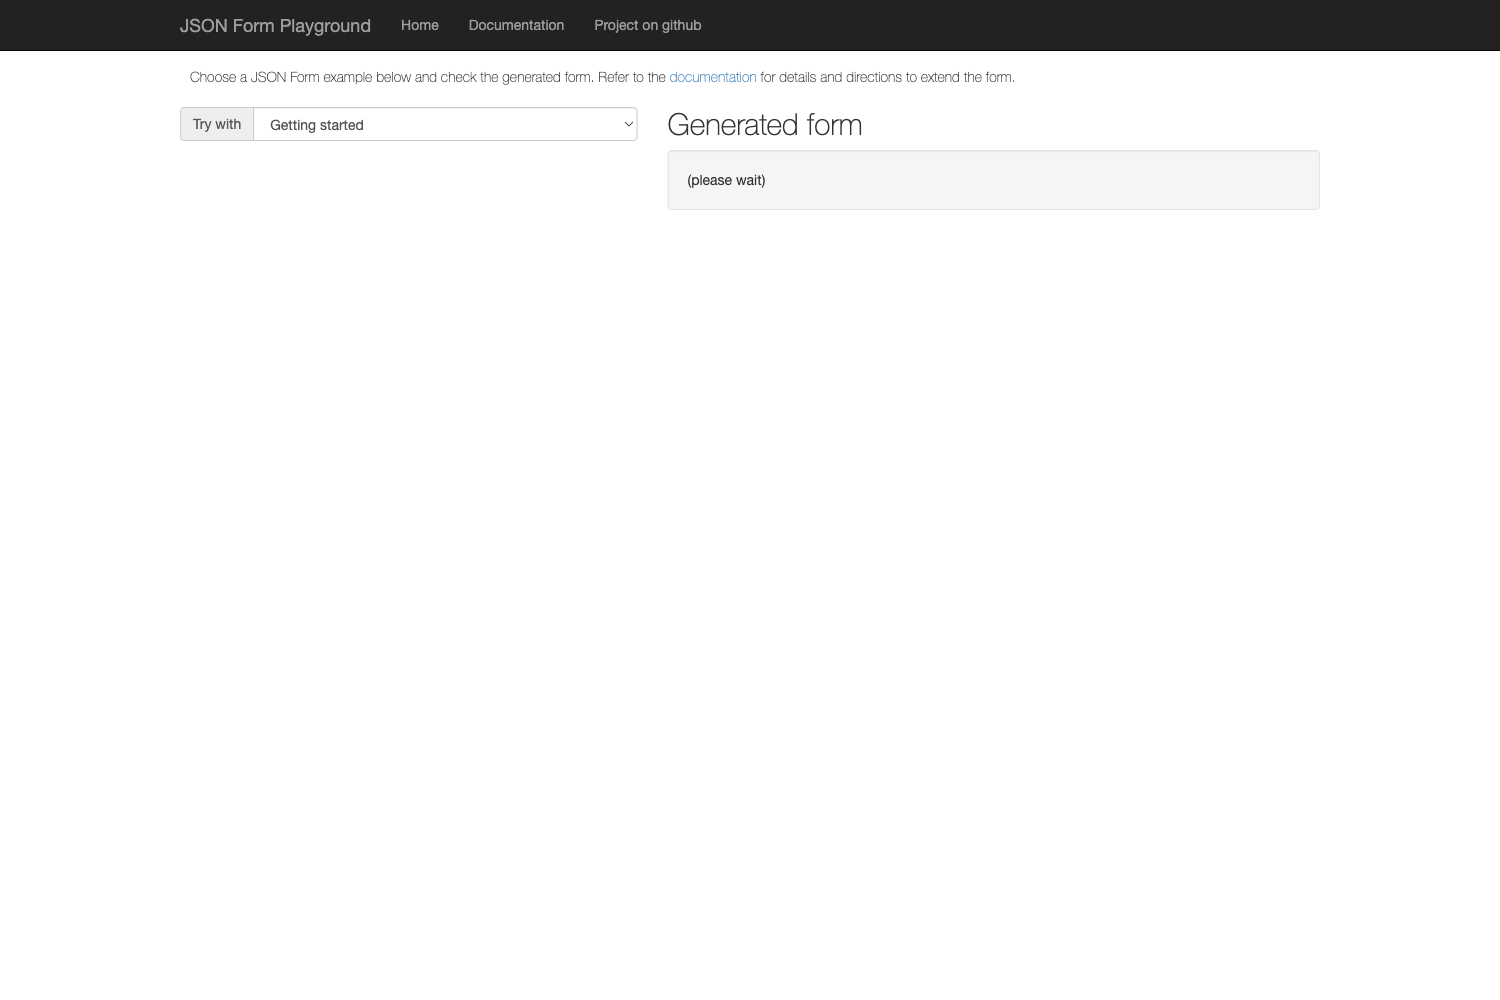 JSON Form Playground Home Documentation Project on github
Choose a JSON Form example below and check the generated form. Refer to the documentation for details and directions to extend the form.
Try with Getting started
Generated form
(please wait)